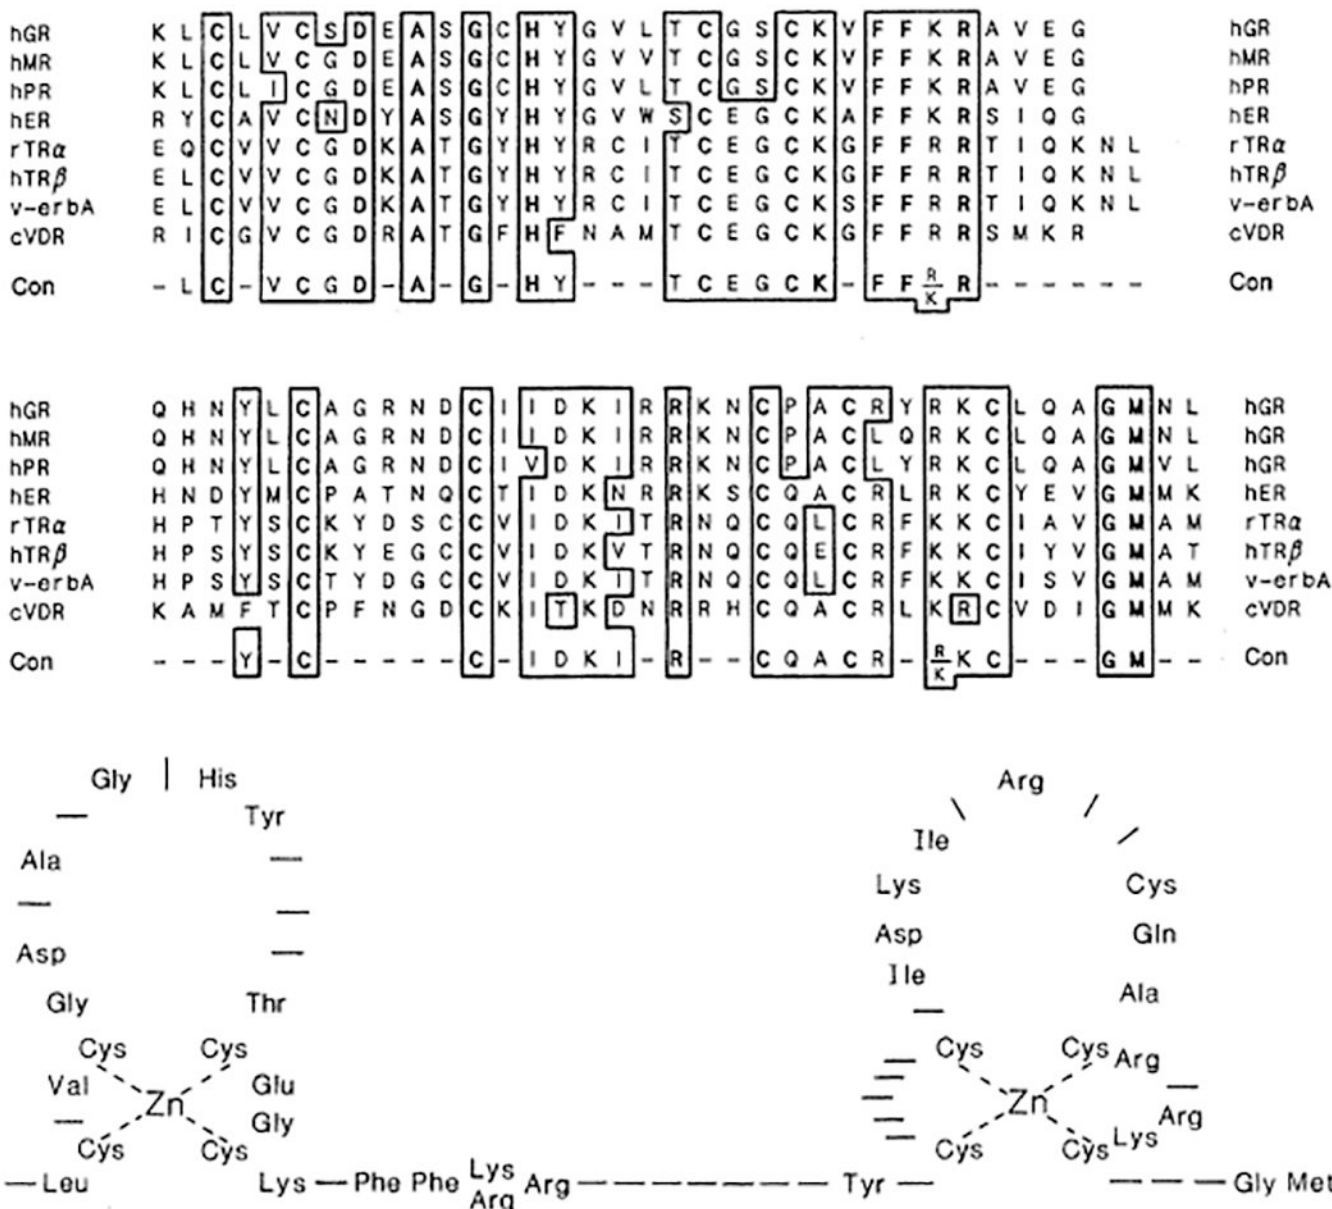 hGR K L C L V C S D E A S G C H Y G V L T C G S C K V F F K R A V E G hGR
hMR K L C L V C G D E A S G C H Y G V V T C G S C K V F F K R A V E G hMR
hPR K L C L I C G D E A S G C H Y G V L T C G S C K V F F K R A V E G hPR
hER R Y C A V C N D Y A S G Y H Y G V W S C E G C K A F F K R S I Q G hER
rTRα E Q C V V C G D K A T G Y H Y R C I T C E G C K G F F R R T I Q K N L rTRα
hTRβ E L C V V C G D K A T G Y H Y R C I T C E G C K G F F R R T I Q K N L hTRβ
v-erbA E L C V V C G D K A T G Y H Y R C I T C E G C K S F F R R T I Q K N L v-erbA
cVDR R I C G V C G D R A T G F H F N A M T C E G C K G F F R R S M K R cVDR
Con - L C - V C G D - A - G - H Y - - - T C E G C K - F F R/K R - - - - - - Con
hGR Q H N Y L C A G R N D C I I D K I R R K N C P A C R Y R K C L Q A G M N L hGR
hMR Q H N Y L C A G R N D C I I D K I R R K N C P A C L Q R K C L Q A G M N L hGR
hPR Q H N Y L C A G R N D C I V D K I R R K N C P A C L Y R K C L Q A G M V L hGR
hER H N D Y M C P A T N Q C T I D K N R R K S C Q A C R L R K C Y E V G M M K hER
rTRα H P T Y S C K Y D S C C V I D K I T R N Q C Q L C R F K K C I A V G M A M rTRα
hTRβ H P S Y S C K Y E G C C V I D K V T R N Q C Q E C R F K K C I Y V G M A T hTRβ
v-erbA H P S Y S C T Y D G C C V I D K I T R N Q C Q L C R F K K C I S V G M A M v-erbA
cVDR K A M F T C P F N G D C K I T K D N R R H C Q A C R L K R C V D I G M M K cVDR
Con - - - Y - C - - - - - C - I D K I - R - - C Q A C R - R/K K C - - - G M - - Con
Gly His Arg
Tyr
Ile
Ala
Lys Cys
Asp Asp Gln
Ile
Gly Thr Ala
Cys Cys Cys Cys Arg
Val Glu
Zn Zn
Gly Arg
Cys Cys Cys Cys Lys
—Leu Lys — Phe Phe Lys Arg — — — — — — — Tyr — — — — Gly Met
Arg